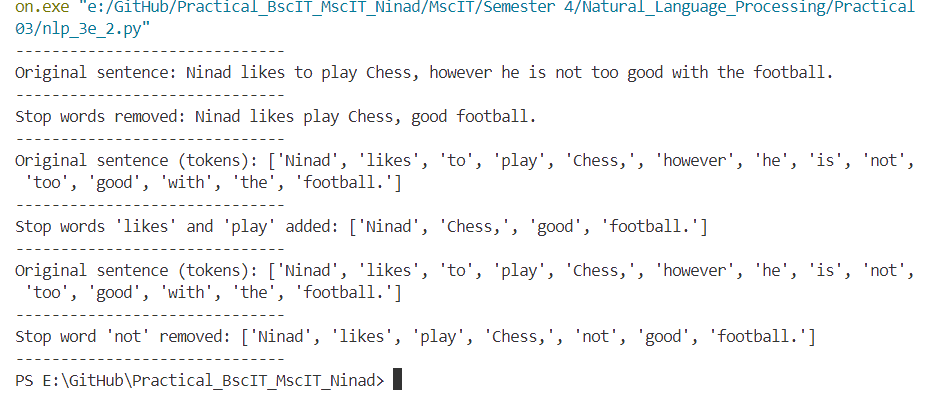 on.exe "e:/GitHub/Practical_BscIT_MscIT_Ninad/MscIT/Semester 4/Natural_Language_Processing/Practical
03/nlp_3e_2.py"
-----------------------------
Original sentence: Ninad likes to play Chess, however he is not too good with the football.
-----------------------------
Stop words removed: Ninad likes play Chess, good football.
-----------------------------
Original sentence (tokens): ['Ninad', 'likes', 'to', 'play', 'Chess,', 'however', 'he', 'is', 'not',
'too', 'good', 'with', 'the', 'football.']
-----------------------------
Stop words 'likes' and 'play' added: ['Ninad', 'Chess,', 'good', 'football.']
-----------------------------
Original sentence (tokens): ['Ninad', 'likes', 'to', 'play', 'Chess,', 'however', 'he', 'is', 'not',
'too', 'good', 'with', 'the', 'football.']
-----------------------------
Stop word 'not' removed: ['Ninad', 'likes', 'play', 'Chess,', 'not', 'good', 'football.']
-----------------------------
PS E:\GitHub\Practical_BscIT_MscIT_Ninad>